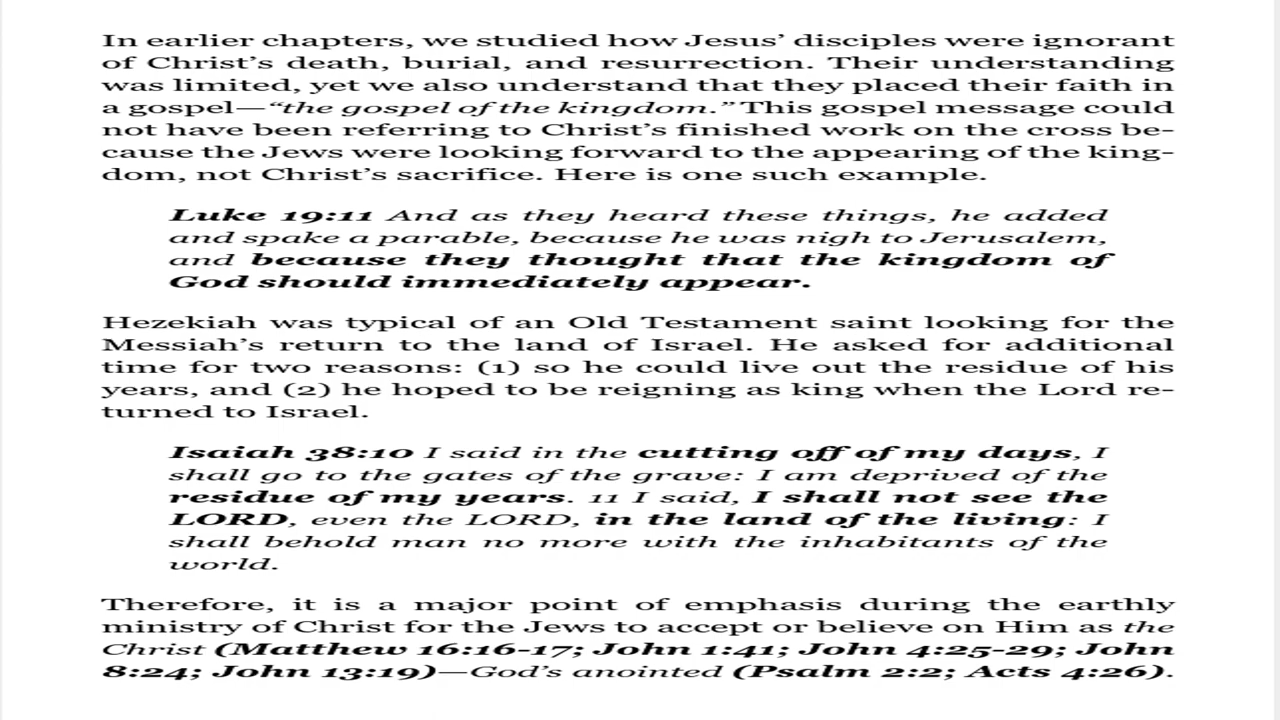 In earlier chapters, we studied how Jesus’ disciples were ignorant
of Christ’s death, burial, and resurrection. Their understanding
was limited, yet we also understand that they placed their faith in
a gospel—“the gospel of the kingdom.” This gospel message could
not have been referring to Christ’s finished work on the cross be-
cause the Jews were looking forward to the appearing of the king-
dom, not Christ’s sacrifice. Here is one such example.
Luke 19:11 And as they heard these things, he added
and spake a parable, because he was nigh to Jerusalem,
and because they thought that the kingdom of
God should immediately appear.
Hezekiah was typical of an Old Testament saint looking for the
Messiah’s return to the land of Israel. He asked for additional
time for two reasons: (1) so he could live out the residue of his
years, and (2) he hoped to be reigning as king when the Lord re-
turned to Israel.
Isaiah 38:10 I said in the cutting off of my days, I
shall go to the gates of the grave: I am deprived of the
residue of my years. 11 I said, I shall not see the
LORD, even the LORD, in the land of the living: I
shall behold man no more with the inhabitants of the
world.
Therefore, it is a major point of emphasis during the earthly
ministry of Christ for the Jews to accept or believe on Him as the
Christ (Matthew 16:16-17; John 1:41; John 4:25-29; John
8:24; John 13:19)—God’s anointed (Psalm 2:2; Acts 4:26).